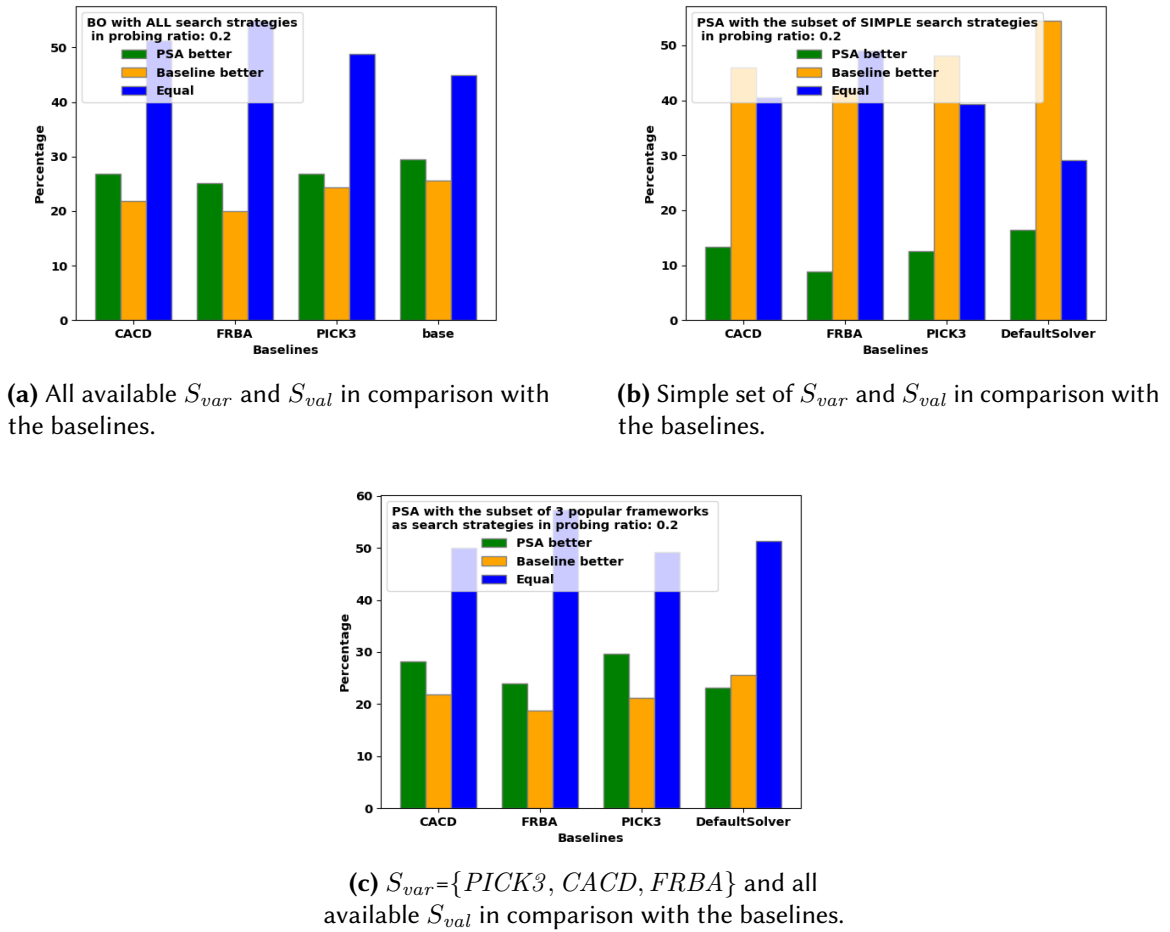 BO with ALL search strategies
in probing ratio: 0.2
PSA better
Baseline better
Equal
Percentage
50
40
30
20
10
0
CACD
FRBA
PICK3
base
Baselines
(a) All available S_var and S_val in comparison with
the baselines.
PSA with the subset of SIMPLE search strategies
in probing ratio: 0.2
PSA better
Baseline better
Equal
Percentage
50
40
30
20
10
0
CACD
FRBA
PICK3
DefaultSolver
Baselines
(b) Simple set of S_var and S_val in comparison with
the baselines.
PSA with the subset of 3 popular frameworks
as search strategies in probing ratio: 0.2
PSA better
Baseline better
Equal
Percentage
60
50
40
30
20
10
0
CACD
FRBA
PICK3
DefaultSolver
Baselines
(c) S_var={PICK3, CACD, FRBA} and all
available S_val in comparison with the baselines.